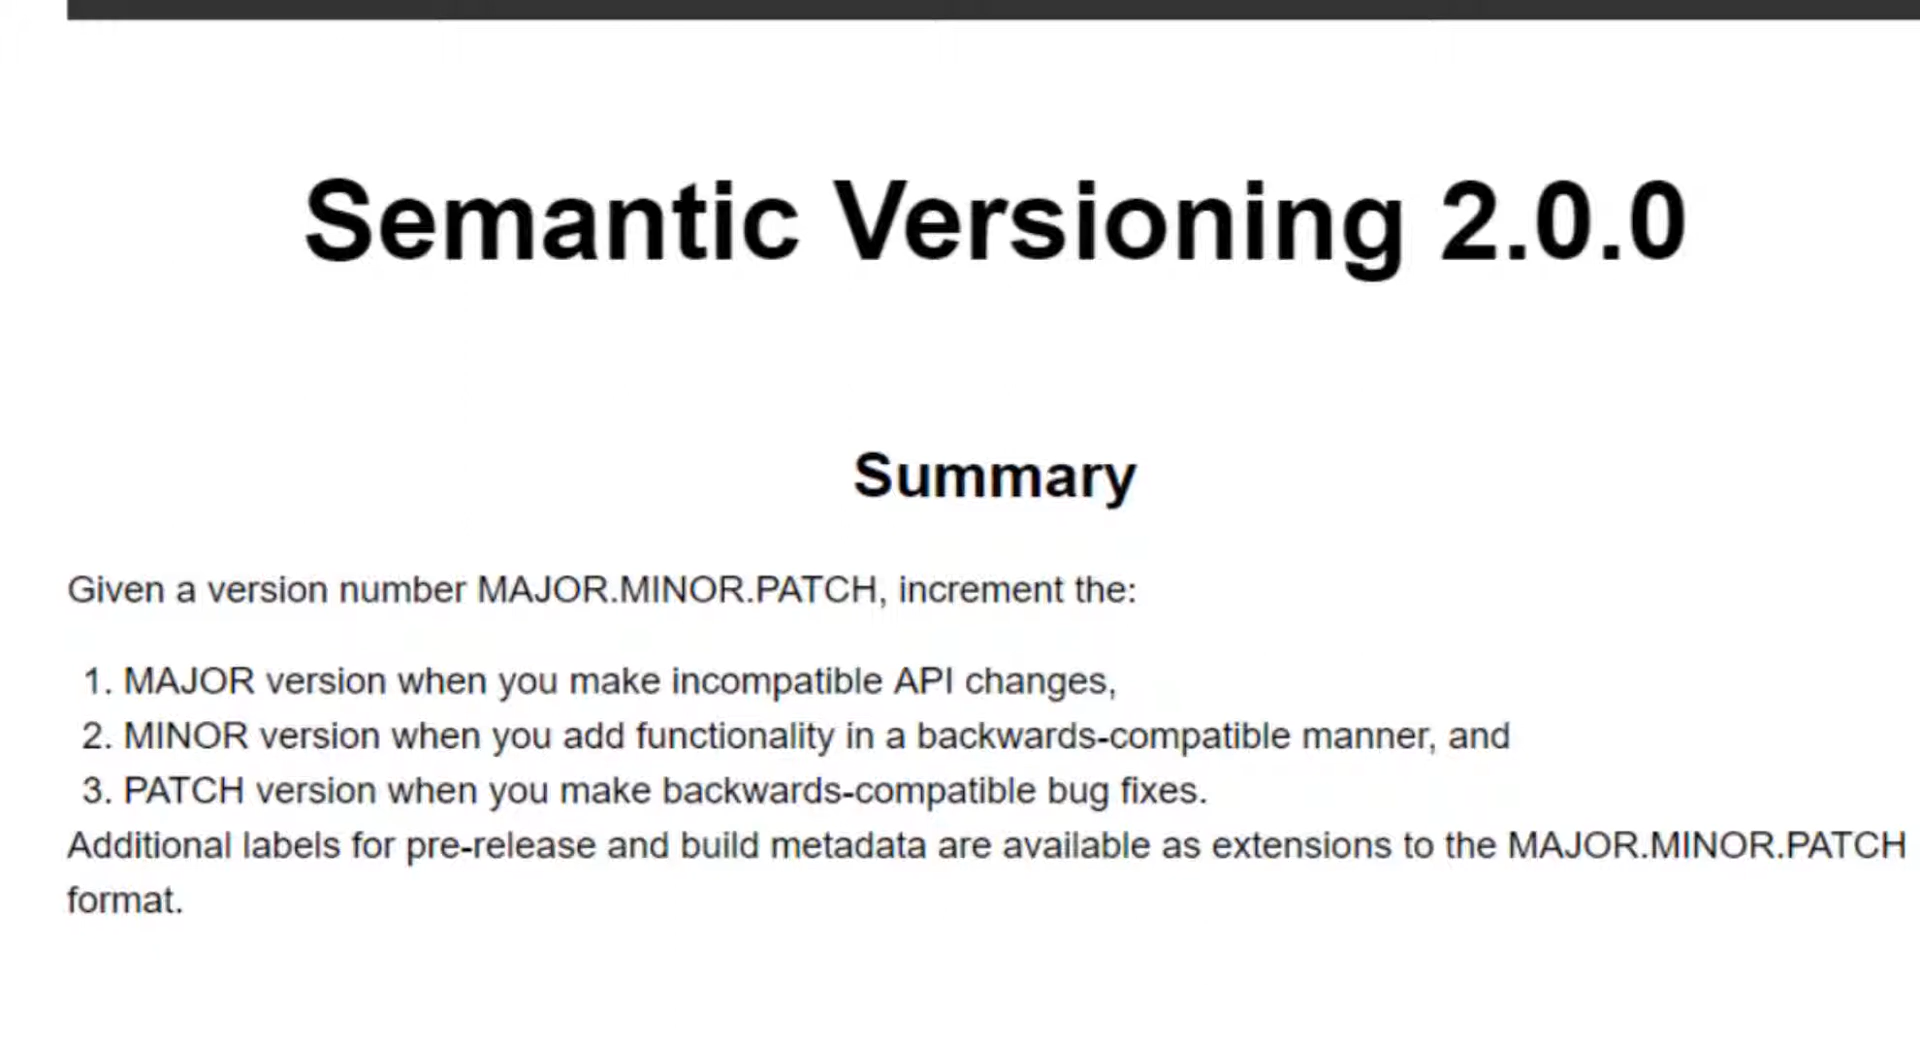 Semantic Versioning 2.0.0
Summary
Given a version number MAJOR.MINOR.PATCH, increment the:
1. MAJOR version when you make incompatible API changes,
2. MINOR version when you add functionality in a backwards-compatible manner, and
3. PATCH version when you make backwards-compatible bug fixes.
Additional labels for pre-release and build metadata are available as extensions to the MAJOR.MINOR.PATCH
format.